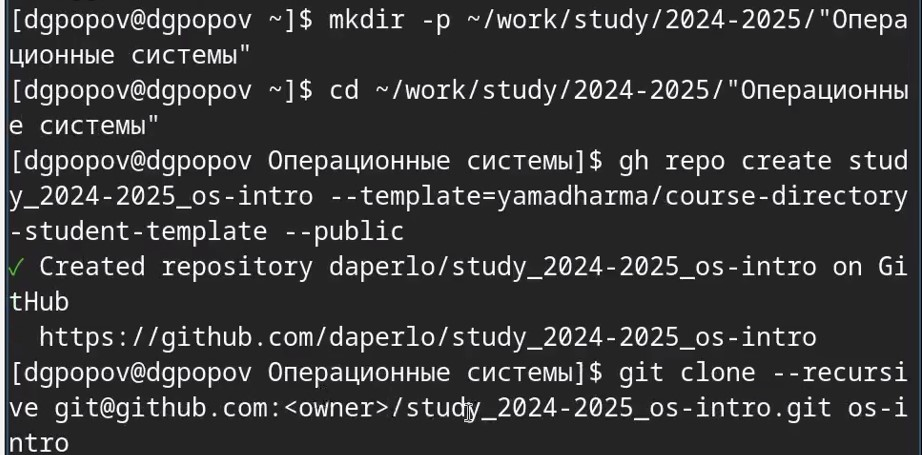 [dgpopov@dgpopov ~]$ mkdir -p ~/work/study/2024-2025/"Опера
ционные системы"
[dgpopov@dgpopov ~]$ cd ~/work/study/2024-2025/"Операционны
е системы"
[dgpopov@dgpopov Операционные системы]$ gh repo create stud
y_2024-2025_os-intro --template=yamadharma/course-directory
-student-template --public
✓ Created repository daperlo/study_2024-2025_os-intro on Gi
tHub
  https://github.com/daperlo/study_2024-2025_os-intro
[dgpopov@dgpopov Операционные системы]$ git clone --recursi
ve git@github.com:<owner>/study_2024-2025_os-intro.git os-i
ntro